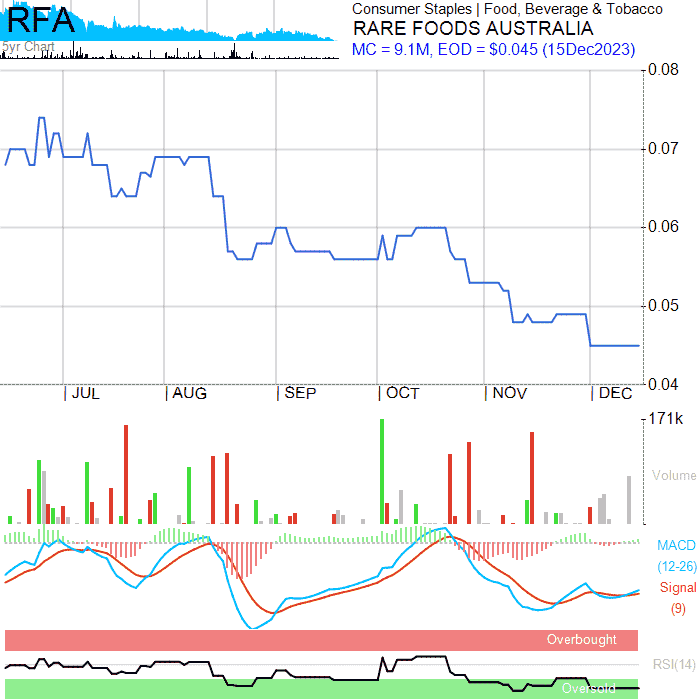 RFA
5yr Chart
Consumer Staples | Food, Beverage & Tobacco
RARE FOODS AUSTRALIA
MC = 9.1M, EOD = $0.045 (15Dec2023)
0.08
0.07
0.06
0.05
0.04
JUL AUG SEP OCT NOV DEC
171k
Volume
MACD
(12-26)
Signal
(9)
Overbought
RSI(14)
Oversold